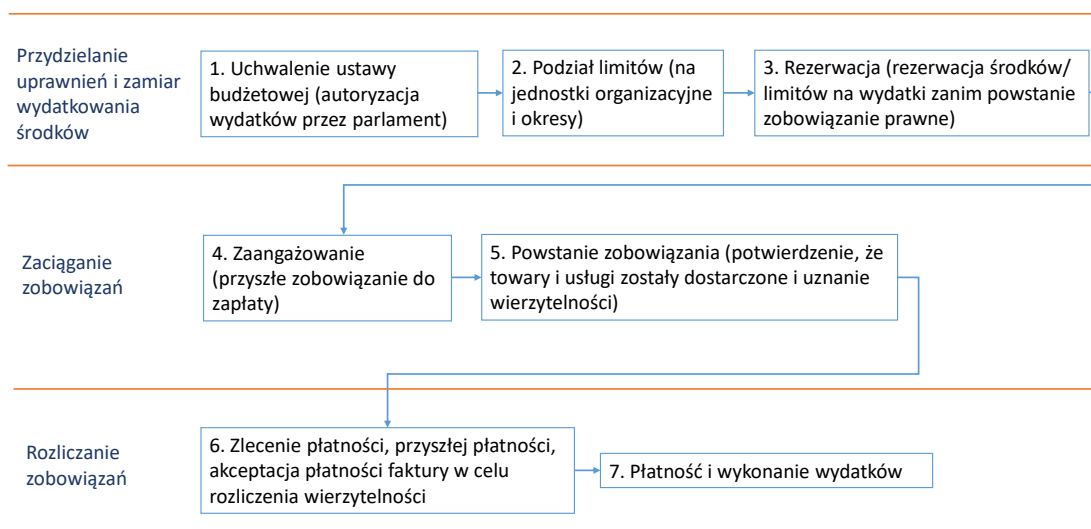 Przydzielanie
uprawnień i zamiar
wydatkowania
środków
1. Uchwalenie ustawy
budżetowej (autoryzacja
wydatków przez parlament)
2. Podział limitów (na
jednostki organizacyjne
i okresy)
3. Rezerwacja (rezerwacja środków/
limitów na wydatki zanim powstanie
zobowiązanie prawne)
Zaciąganie
zobowiązań
4. Zaangażowanie
(przyszłe zobowiązanie do
zapłaty)
5. Powstanie zobowiązania (potwierdzenie, że
towary i usługi zostały dostarczone i uznanie
wierzytelności)
Rozliczanie
zobowiązań
6. Zlecenie płatności, przyszłej płatności,
akceptacja płatności faktury w celu
rozliczenia wierzytelności
7. Płatność i wykonanie wydatków